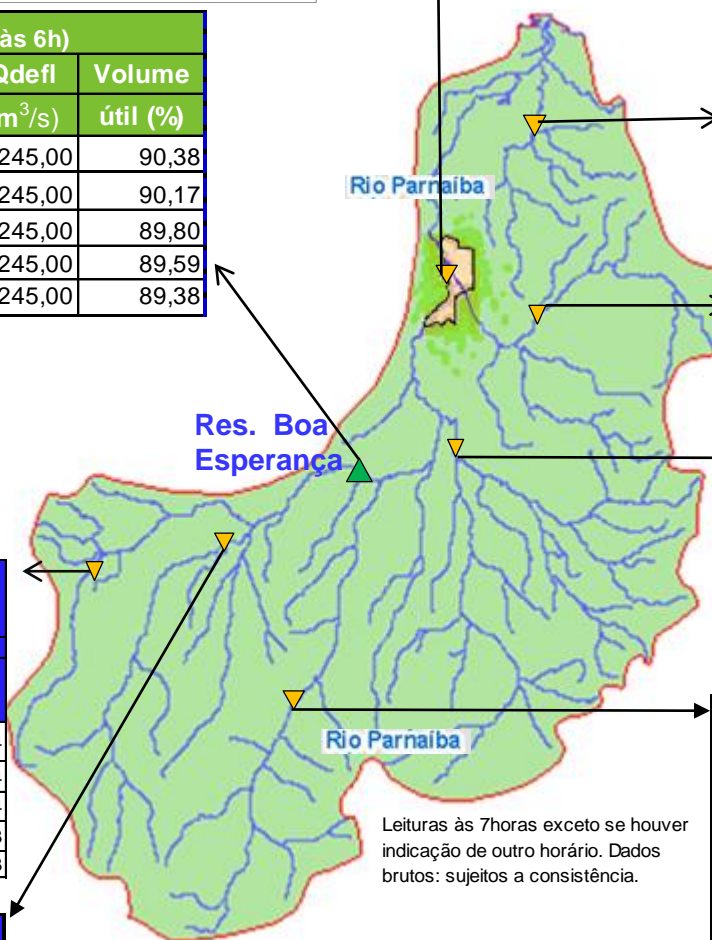 às 6h)
Qdefl Volume
m³/s) útil (%)
245,00 90,38
245,00 90,17
245,00 89,80
245,00 89,59
245,00 89,38
Rio Parnaíba
Res. Boa
Esperança
Rio Parnaíba
Leituras às 7horas exceto se houver
indicação de outro horário. Dados
brutos: sujeitos a consistência.